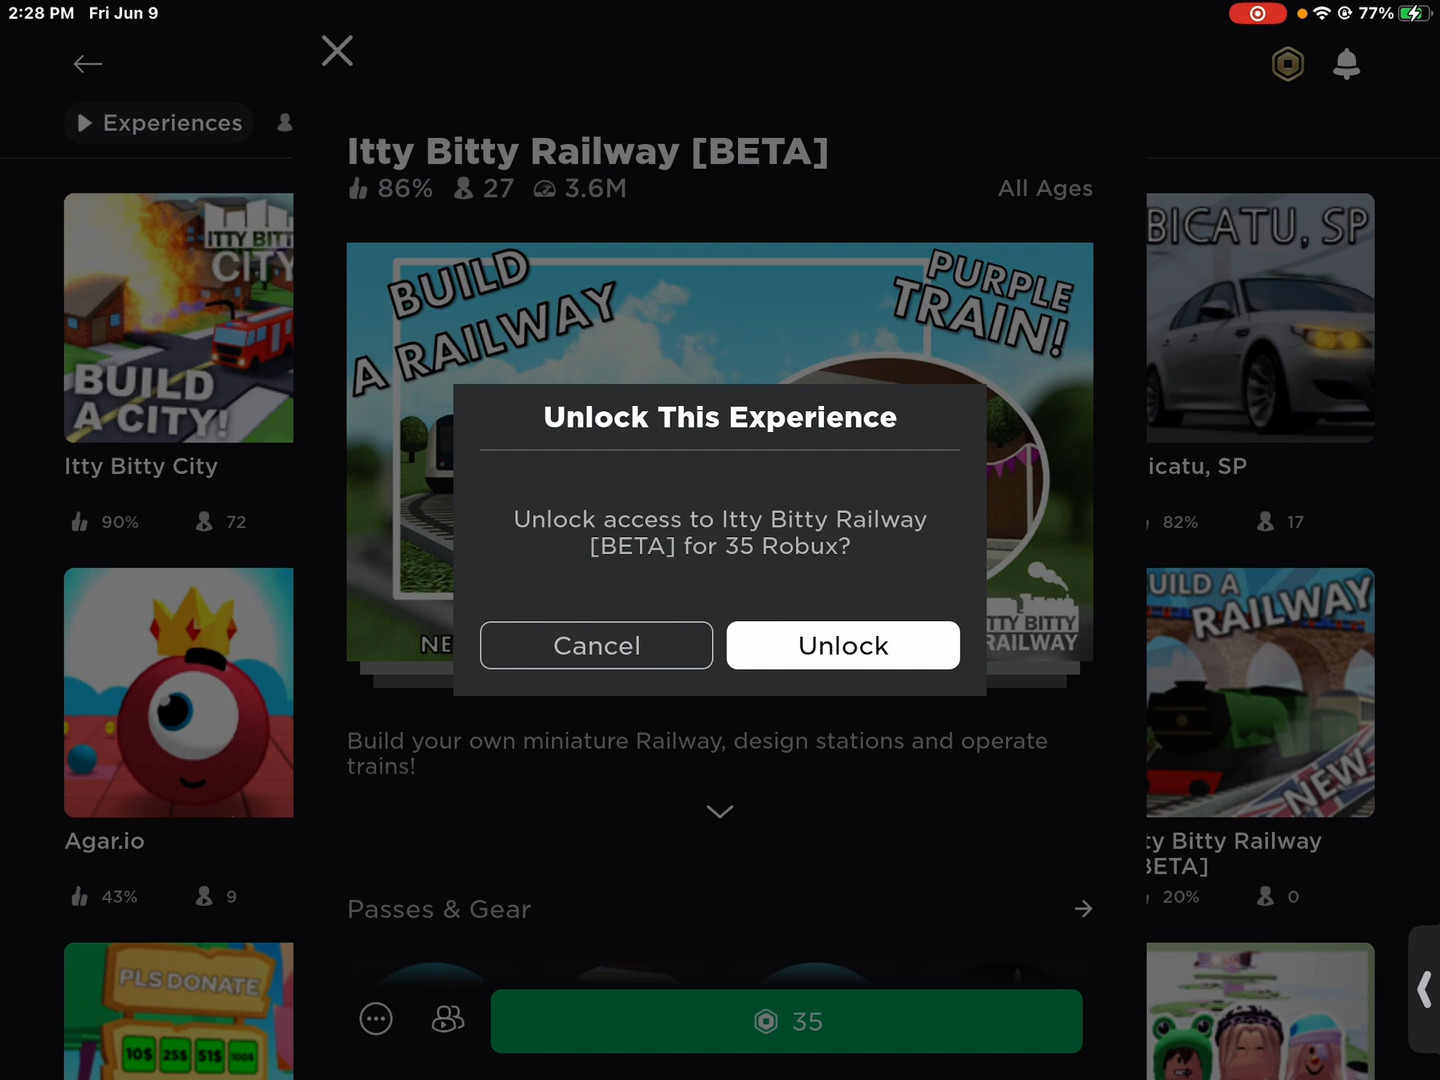 2:28 PM Fri Jun 9
77%
Experiences
Itty Bitty Railway [BETA]
86% 27 3.6M
All Ages
ITTY BITT
CITY
BUILD
A CITY!
Itty Bitty City
90% 72
BUILD
A RAILWAY
PURPLE
TRAIN!
NE
ITTY BITTY
RAILWAY
Unlock This Experience
Unlock access to Itty Bitty Railway
[BETA] for 35 Robux?
Cancel
Unlock
BICATU, SP
icatu, SP
82% 17
Agar.io
43% 9
UILD A
RAILWAY
NEW
ty Bitty Railway
BETA]
20% 0
Build your own miniature Railway, design stations and operate
trains!
Passes & Gear
35
PLS DONATE
10$ 25$ 51$ 100$